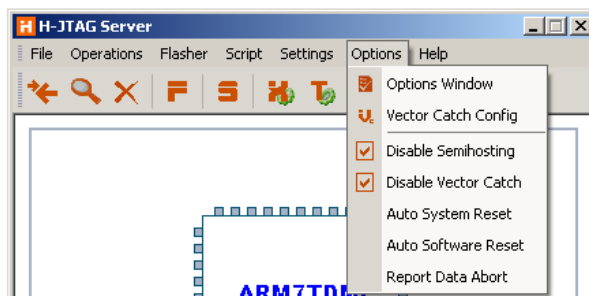 H-JTAG Server
File Operations Flasher Script Settings Options Help
Options Window
Vector Catch Config
Disable Semihosting
Disable Vector Catch
Auto System Reset
Auto Software Reset
Report Data Abort